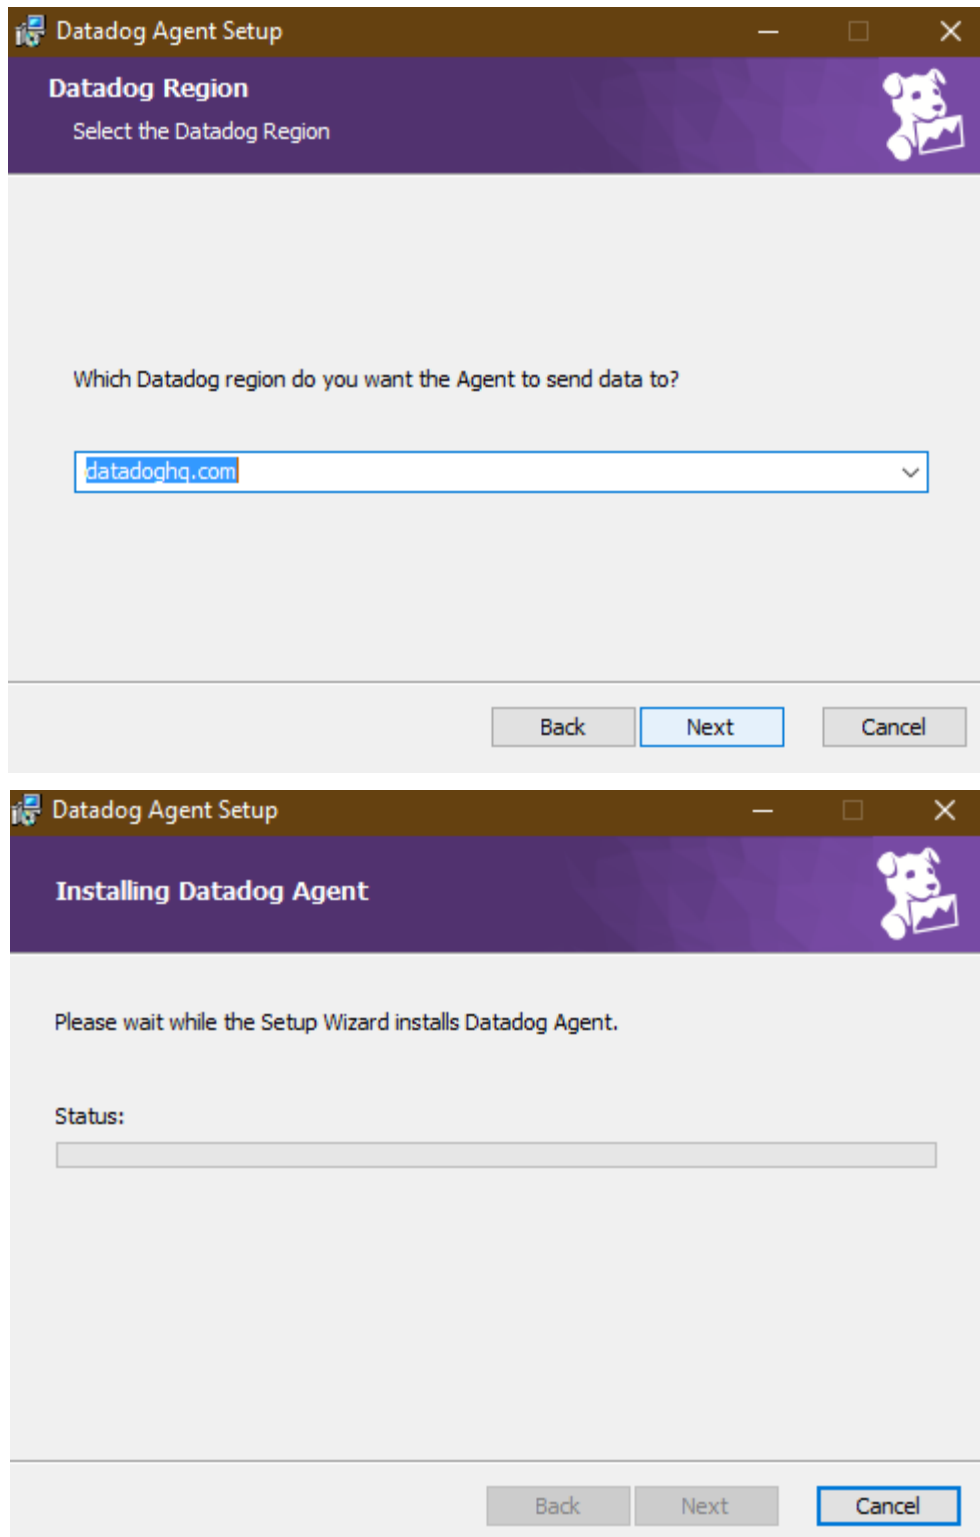 Datadog Agent Setup
Datadog Region
Select the Datadog Region
Which Datadog region do you want the Agent to send data to?
datadoghq.com
Back Next Cancel
Datadog Agent Setup
Installing Datadog Agent
Please wait while the Setup Wizard installs Datadog Agent.
Status:
Back Next Cancel